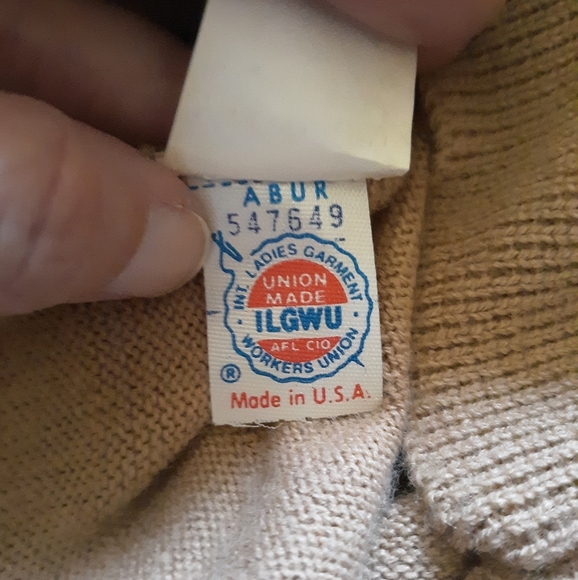 ABUR
547649
INT. LADIES GARMENT
UNION
MADE
ILGWU
AFL CIO
WORKERS UNION
®
Made in U.S.A.